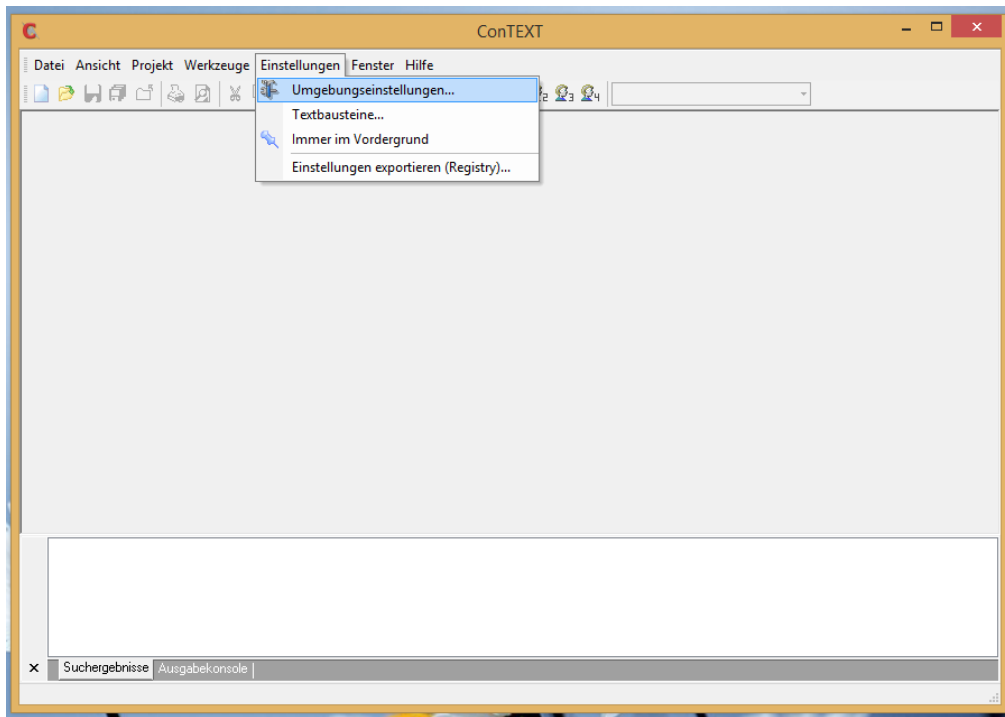 ConTEXT
Datei Ansicht Projekt Werkzeuge Einstellungen Fenster Hilfe
Umgebungseinstellungen...
Textbausteine...
Immer im Vordergrund
Einstellungen exportieren (Registry)...
Suchergebnisse Ausgabekonsole